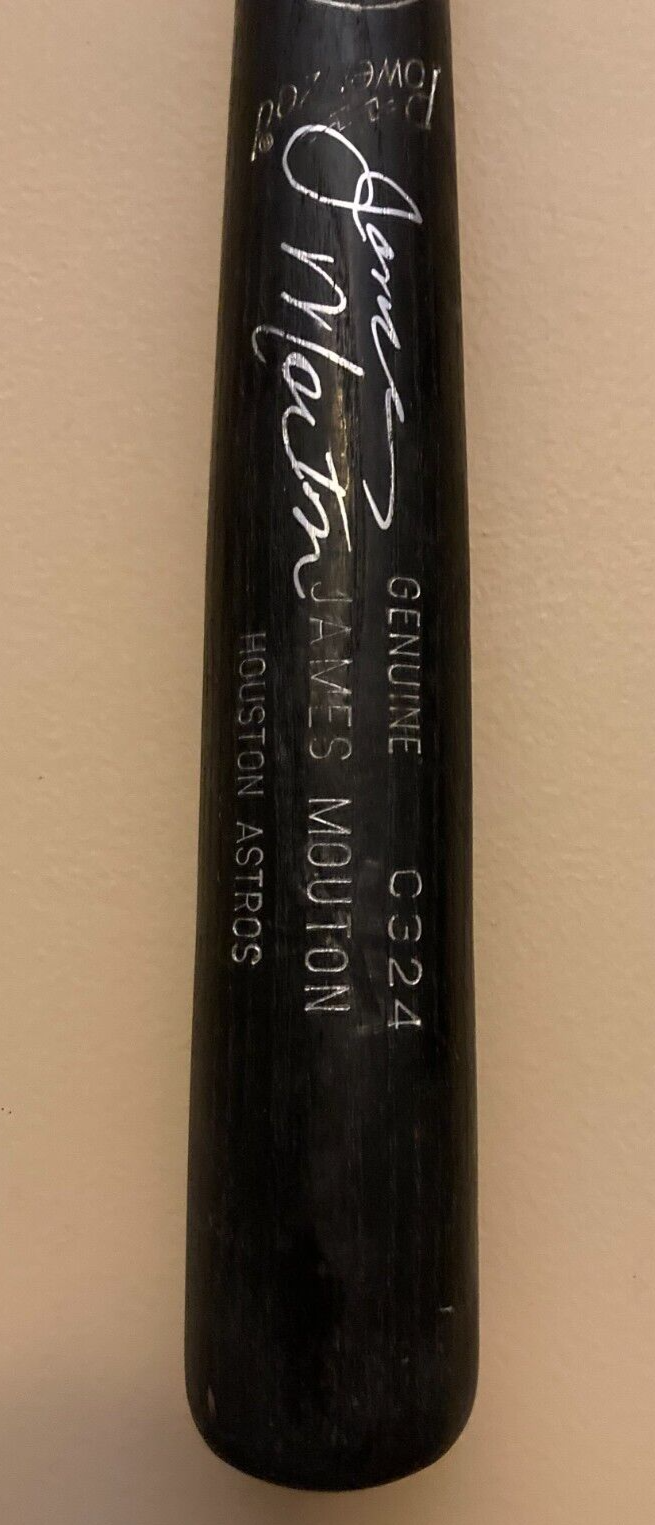 Powerized®
James
Mouton
GENUINE C324
JAMES MOUTON
HOUSTON ASTROS